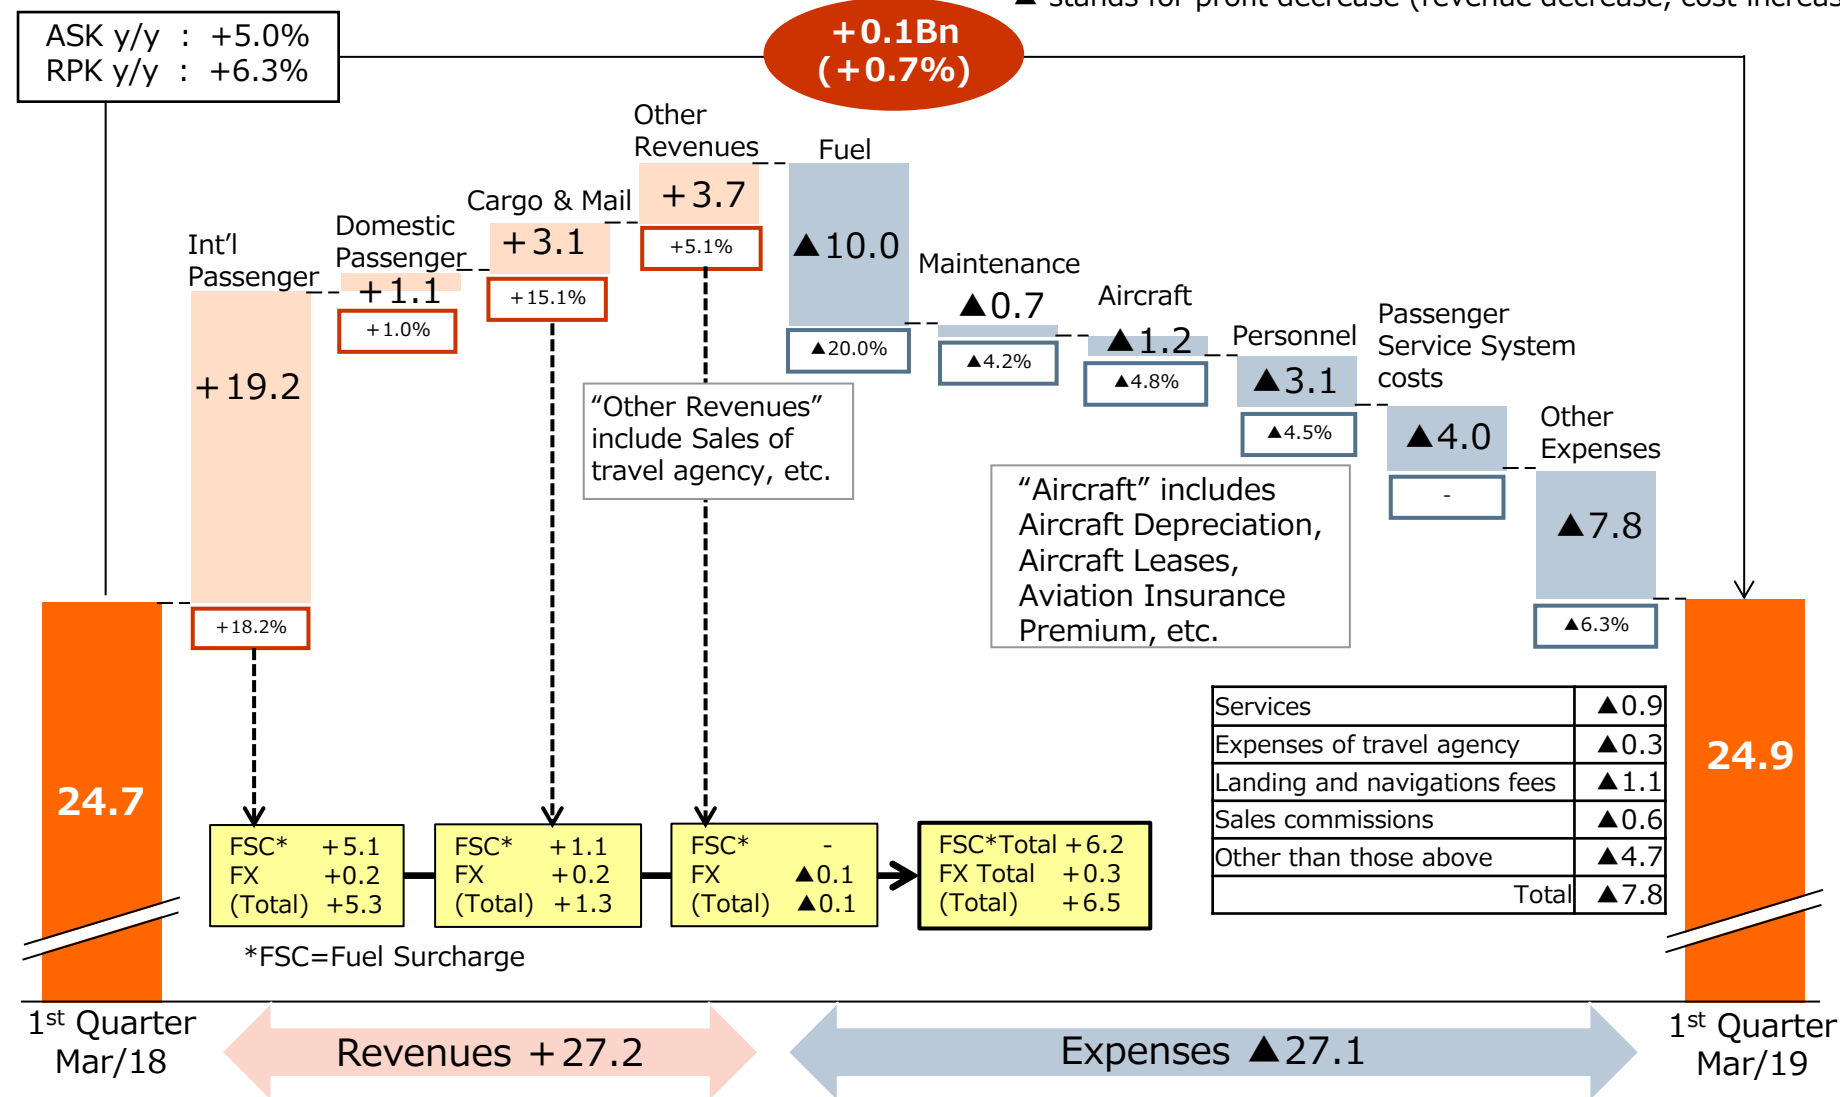 ▲ stands for profit decrease (revenue decrease, cost increas
ASK y/y : +5.0%
RPK y/y : +6.3%
+0.1Bn
(+0.7%)
Int'l
Passenger
+19.2
+18.2%
Domestic
Passenger
+1.1
+1.0%
Cargo & Mail
+3.1
+15.1%
Other
Revenues
+3.7
+5.1%
Fuel
▲10.0
▲20.0%
Maintenance
▲0.7
▲4.2%
Aircraft
▲1.2
▲4.8%
Personnel
▲3.1
▲4.5%
Passenger
Service System
costs
▲4.0
-
Other
Expenses
▲7.8
▲6.3%
“Other Revenues”
include Sales of
travel agency, etc.
“Aircraft” includes
Aircraft Depreciation,
Aircraft Leases,
Aviation Insurance
Premium, etc.
24.7
24.9
Services ▲0.9
Expenses of travel agency ▲0.3
Landing and navigations fees ▲1.1
Sales commissions ▲0.6
Other than those above ▲4.7
Total ▲7.8
FSC* +5.1
FX +0.2
(Total) +5.3
FSC* +1.1
FX +0.2
(Total) +1.3
FSC* -
FX ▲0.1
(Total) ▲0.1
FSC*Total +6.2
FX Total +0.3
(Total) +6.5
*FSC=Fuel Surcharge
1st Quarter
Mar/18
Revenues +27.2
Expenses ▲27.1
1st Quarter
Mar/19